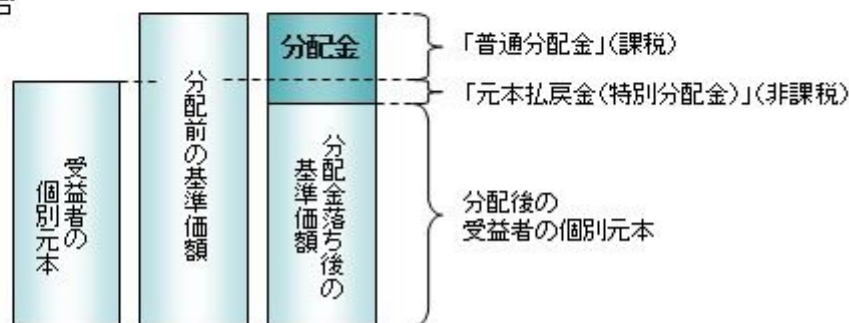 分配金
「普通分配金」(課税)
「元本払戻金(特別分配金)」(非課税)
受益者の
個別元本
分配前の基準価額
分配金落ち後の
基準価額
分配後の
受益者の個別元本